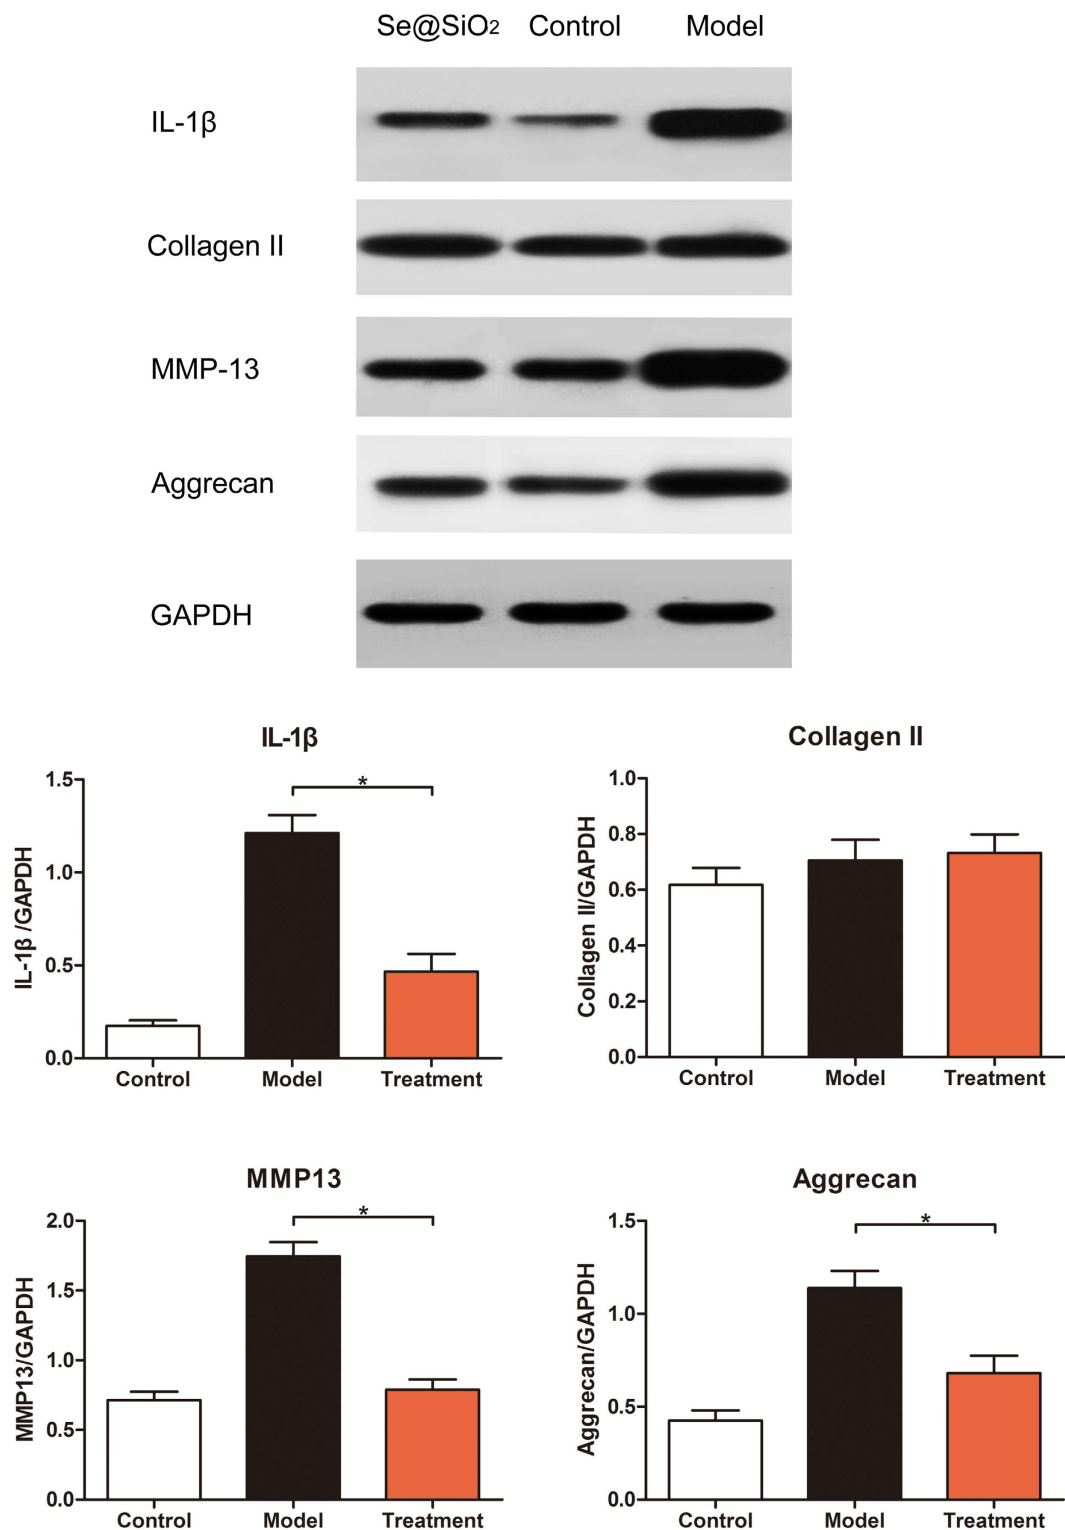 Se@SiO2 Control Model
IL-1β
Collagen II
MMP-13
Aggrecan
GAPDH
IL-1β
IL-1β /GAPDH
1.5
1.0
0.5
0.0
*
Control Model Treatment
Collagen II
Collagen II/GAPDH
1.0
0.8
0.6
0.4
0.2
0.0
Control Model Treatment
MMP13
MMP13/GAPDH
2.0
1.5
1.0
0.5
0.0
*
Control Model Treatment
Aggrecan
Aggrecan/GAPDH
1.5
1.0
0.5
0.0
*
Control Model Treatment